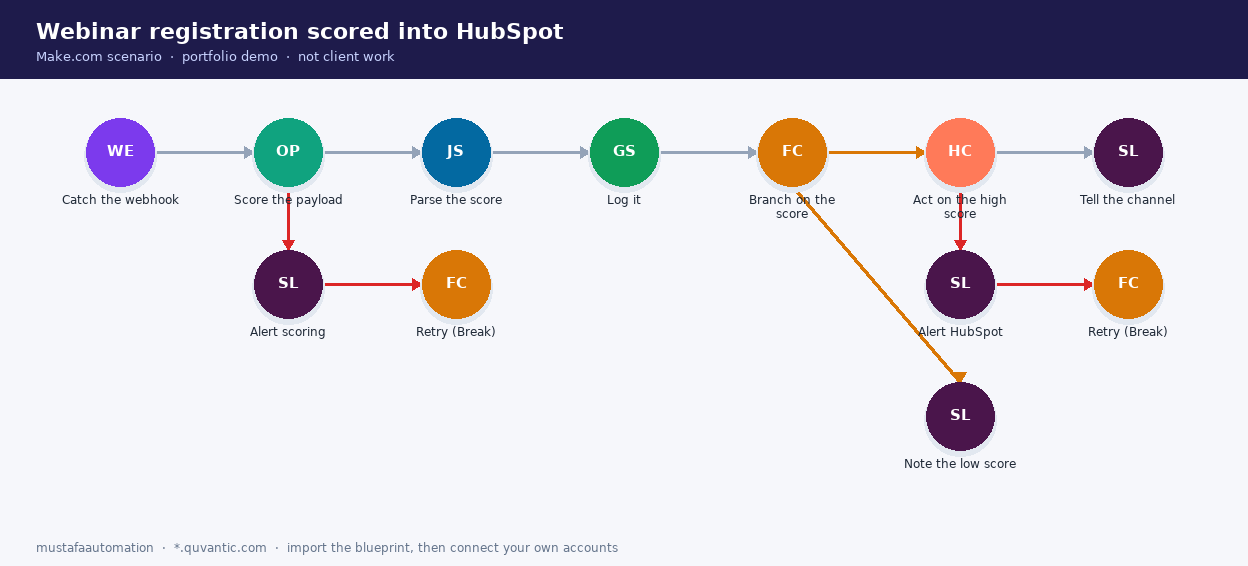 Webinar registration scored into HubSpot
Make.com scenario · portfolio demo · not client work
WE
OP
JS
GS
FC
HC
SL
Catch the webhook
Score the payload
Parse the score
Log it
Branch on the
score
Act on the high
score
Tell the channel
SL
FC
SL
FC
Alert scoring
Retry (Break)
Alert HubSpot
Retry (Break)
SL
Note the low score
mustafaautomation · *.quvantic.com · import the blueprint, then connect your own accounts